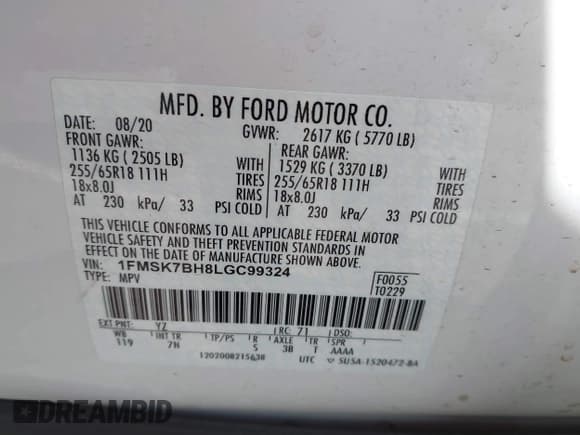 MFD. BY FORD MOTOR CO.
DATE: 08/20 GVWR: 2617 KG ( 5770 LB)
FRONT GAWR: REAR GAWR:
1136 KG ( 2505 LB) 1529 KG ( 3370 LB)
255/65R18 111H TIRES 255/65R18 111H TIRES
18x8.0J RIMS 18x8.0J RIMS
AT 230 kPa/ 33 PSI COLD AT 230 kPa/ 33 PSI COLD
THIS VEHICLE CONFORMS TO ALL APPLICABLE FEDERAL MOTOR
VEHICLE SAFETY AND THEFT PREVENTION STANDARDS IN
EFFECT ON THE DATE OF MANUFACTURE SHOWN ABOVE.
VIN: 1FMSK7BH8LGC99324 F0055
TYPE: MPV T0229
EXT PNT: YZ RC: 71 DSO:
WB INT TR TP/PS R AXLE TR SPR
119 7N 5 3B T AAAA
1202008215638 UTC SU5A-1520472-BA
DREAMBID